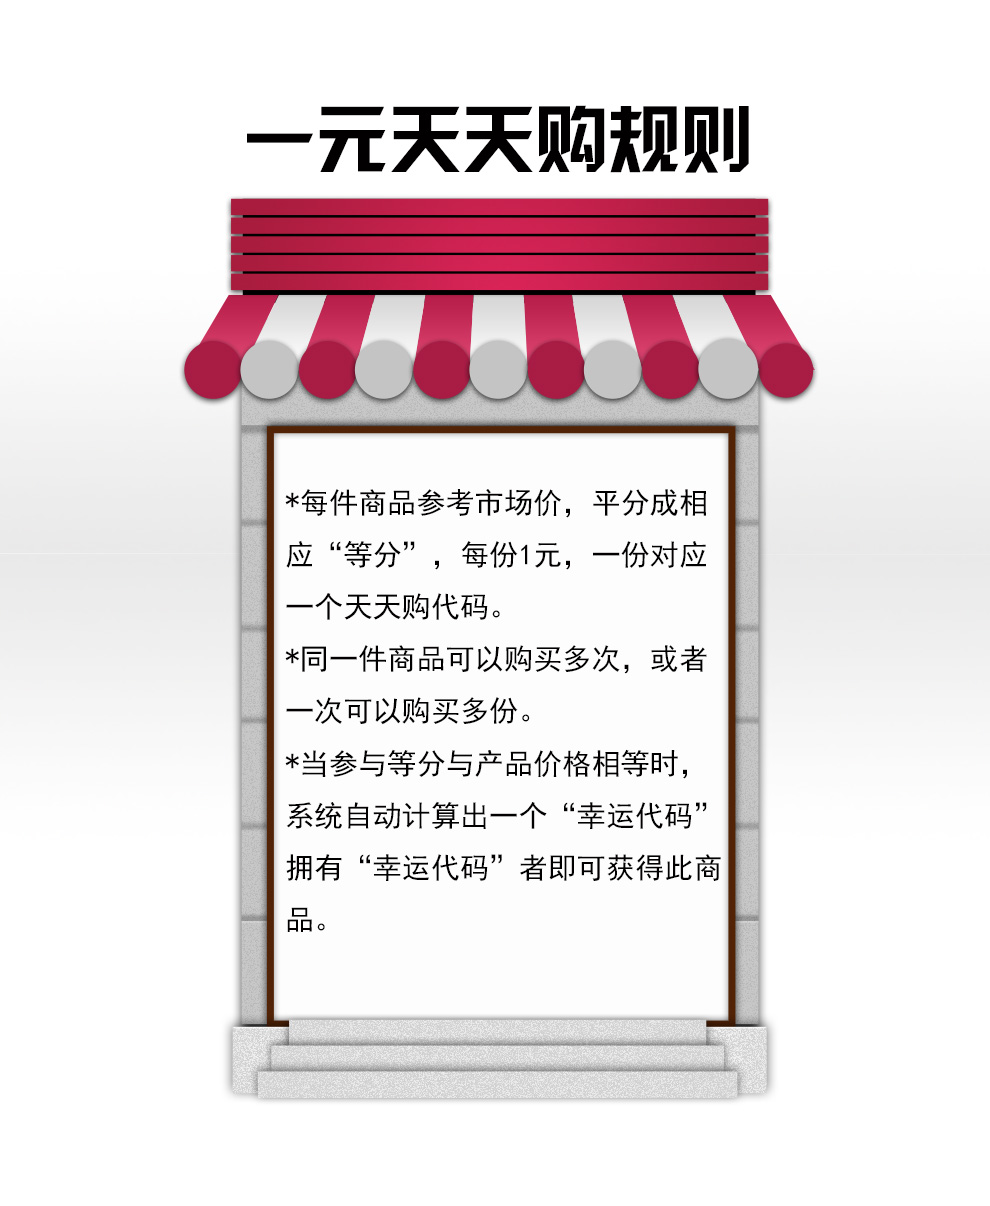 一元天天购规则
*每件商品参考市场价，平分成相
应“等分”，每份1元，一份对应
一个天天购代码。
*同一件商品可以购买多次，或者
一次可以购买多份。
*当参与等分与产品价格相等时，
系统自动计算出一个“幸运代码”
拥有“幸运代码”者即可获得此商
品。